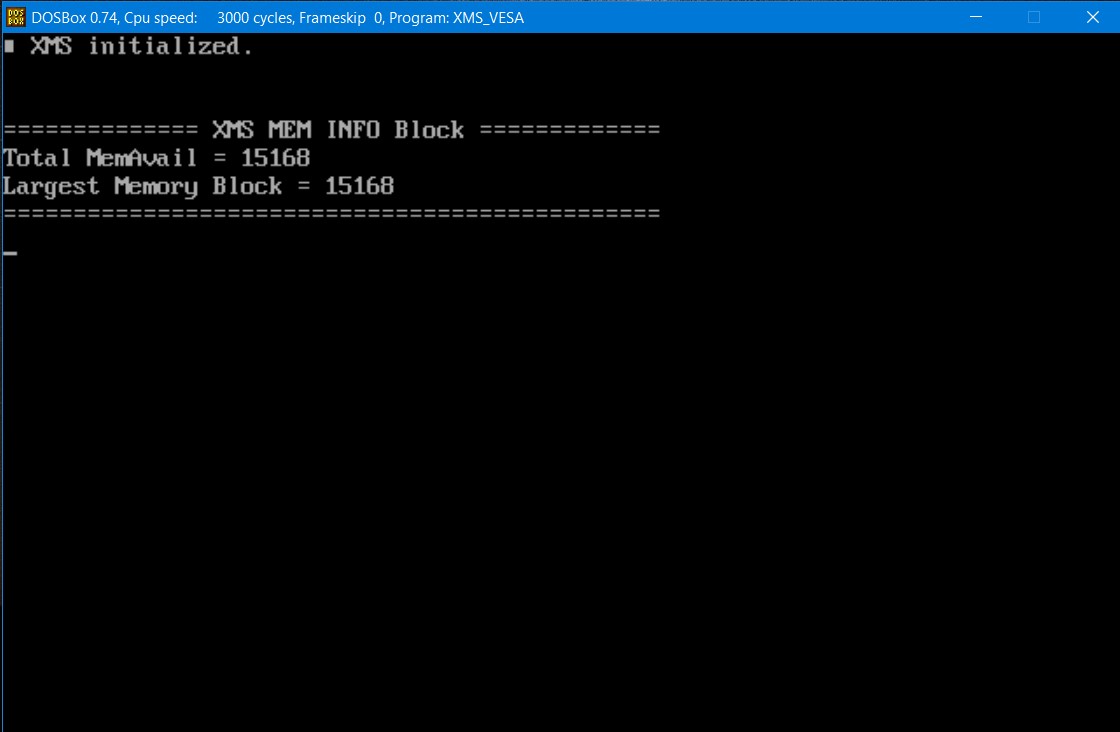 DOSBox 0.74, Cpu speed: 3000 cycles, Frameskip 0, Program: XMS_VESA
∎ XMS initialized.
============== XMS MEM INFO Block =============
Total MemAvail = 15168
Largest Memory Block = 15168
===============================================
_